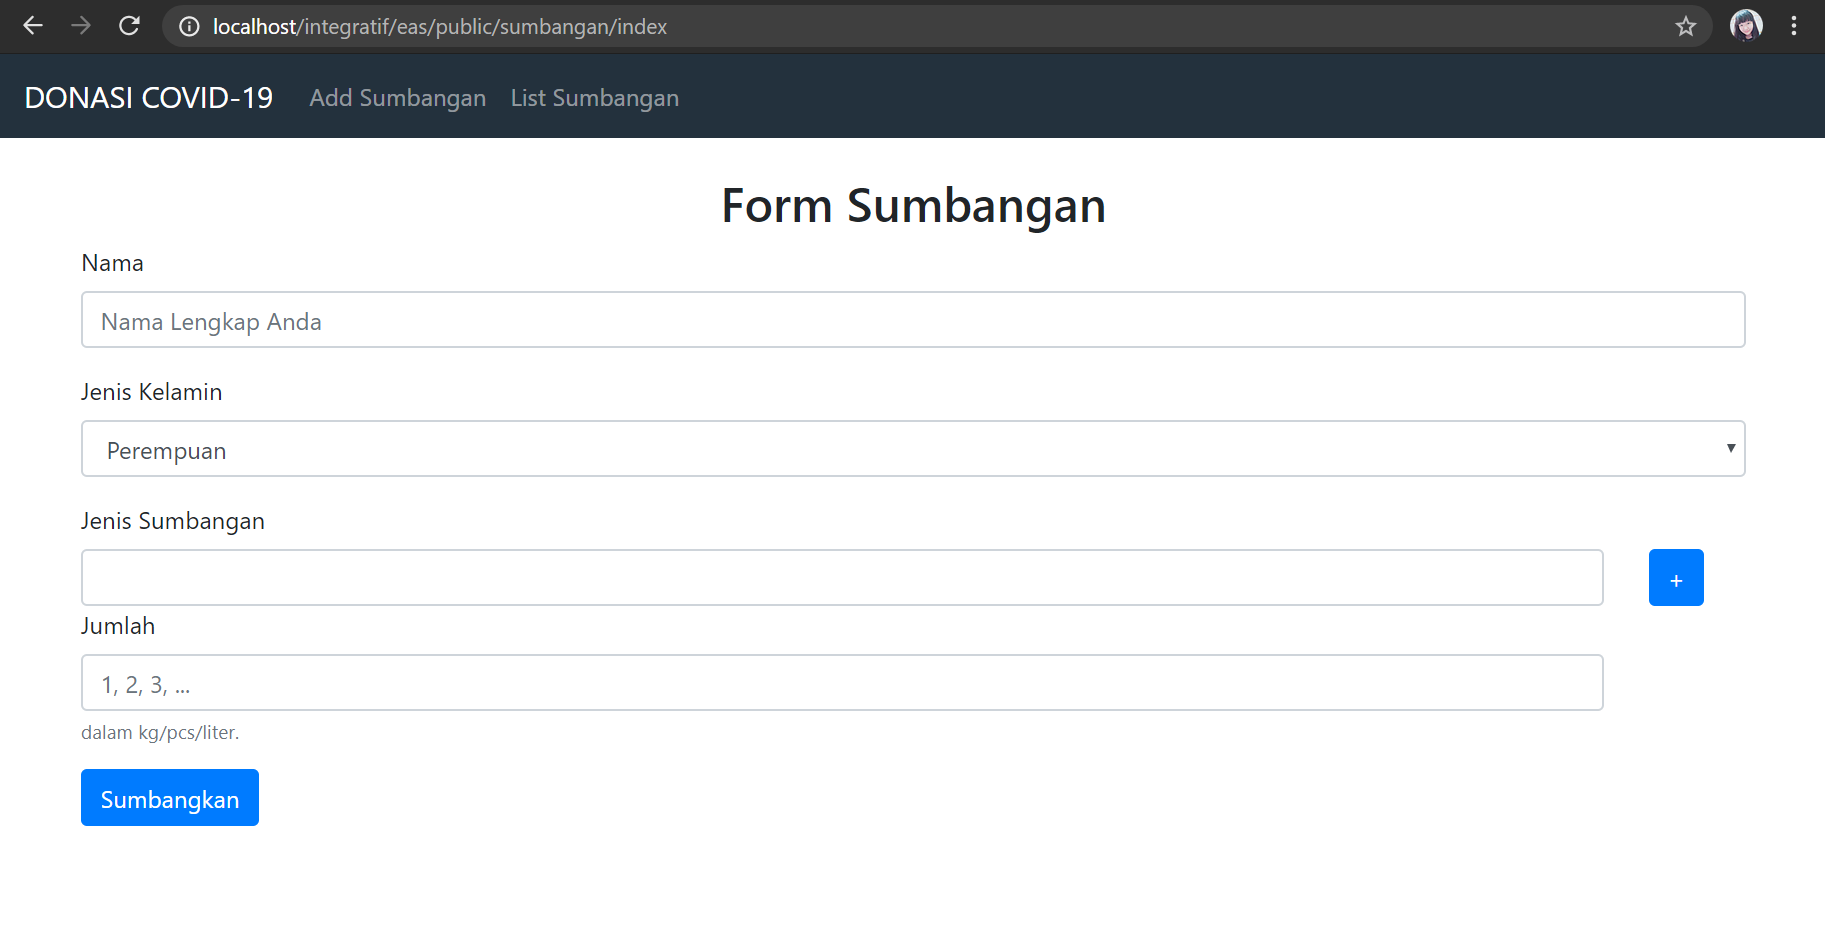 localhost/integratif/eas/public/sumbangan/index
DONASI COVID-19 Add Sumbangan List Sumbangan
Form Sumbangan
Nama
Nama Lengkap Anda
Jenis Kelamin
Perempuan
Jenis Sumbangan
+
Jumlah
1, 2, 3, ...
dalam kg/pcs/liter.
Sumbangkan